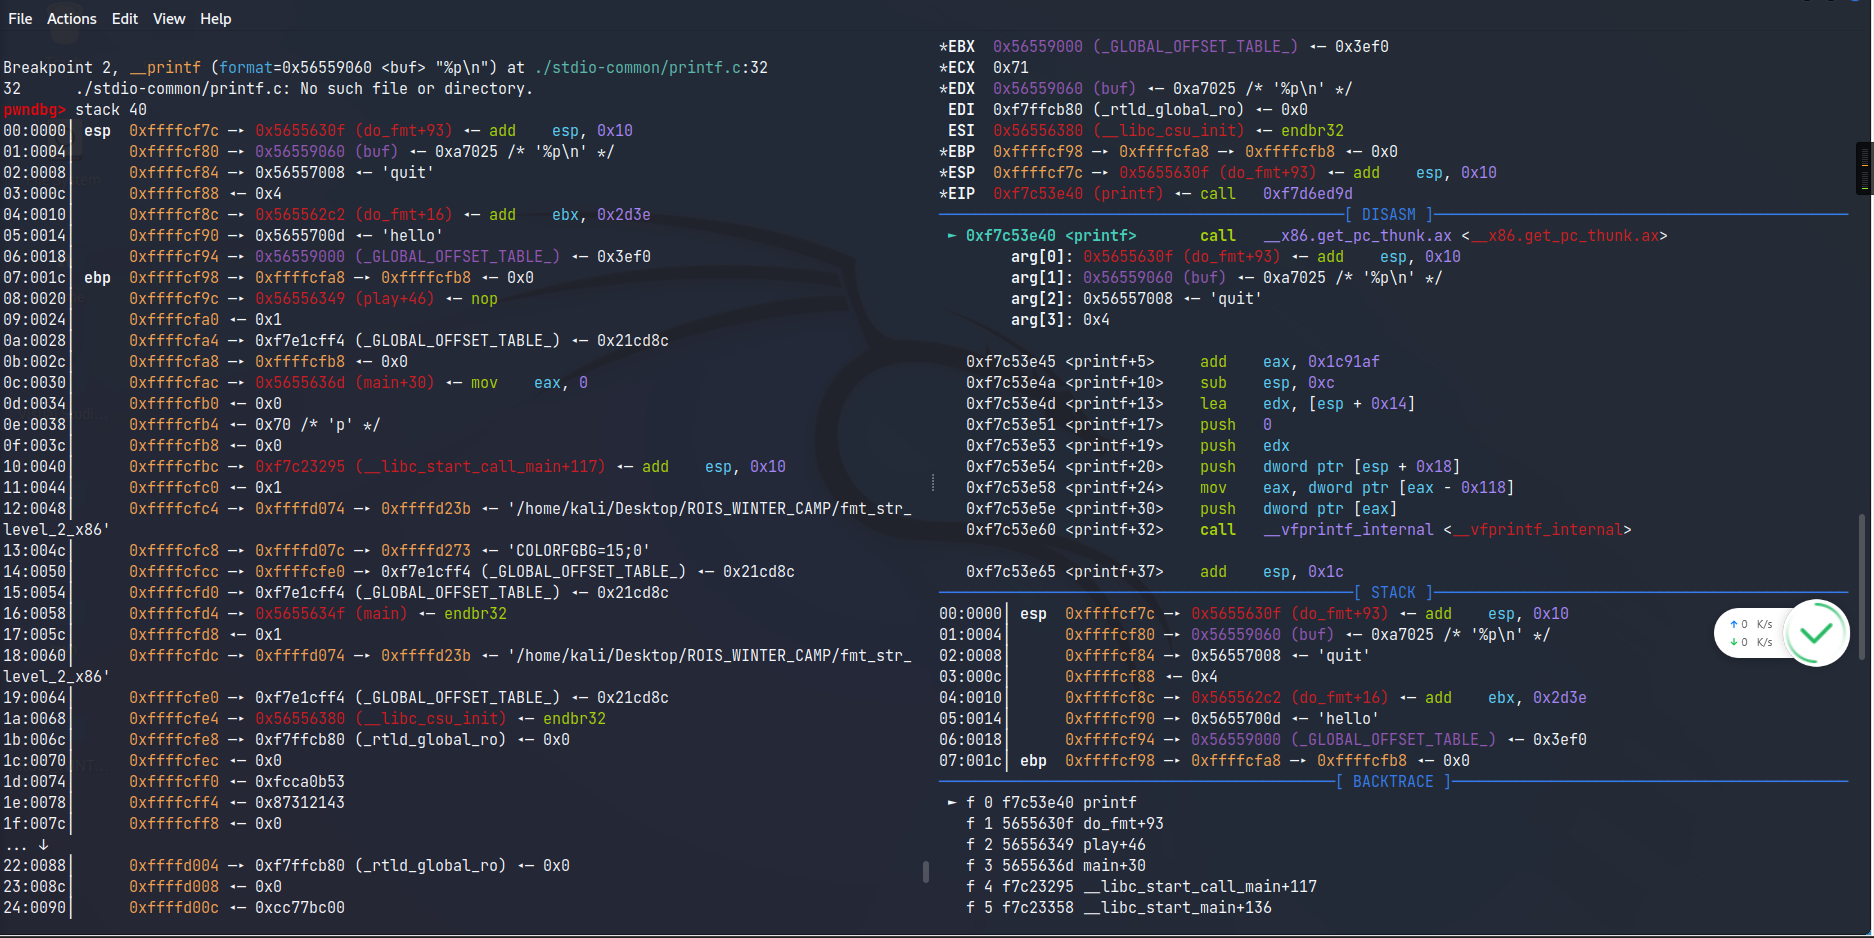 File Actions Edit View Help
Breakpoint 2, __printf (format=0x56559060 <buf> "%p\n") at ./stdio-common/printf.c:32
32 ./stdio-common/printf.c: No such file or directory.
pwndbg> stack 40
00:0000│ esp 0xffffcf7c —▸ 0x5655630f (do_fmt+93) ◂— add esp, 0x10
01:0004│ 0xffffcf80 —▸ 0x56559060 (buf) ◂— 0xa7025 /* '%p\n' */
02:0008│ 0xffffcf84 —▸ 0x56557008 ◂— 'quit'
03:000c│ 0xffffcf88 ◂— 0x4
04:0010│ 0xffffcf8c —▸ 0x565562c2 (do_fmt+16) ◂— add ebx, 0x2d3e
05:0014│ 0xffffcf90 —▸ 0x5655700d ◂— 'hello'
06:0018│ 0xffffcf94 —▸ 0x56559000 (_GLOBAL_OFFSET_TABLE_) ◂— 0x3ef0
07:001c│ ebp 0xffffcf98 —▸ 0xffffcfa8 —▸ 0xffffcfb8 ◂— 0x0
08:0020│ 0xffffcf9c —▸ 0x56556349 (play+46) ◂— nop
09:0024│ 0xffffcfa0 ◂— 0x1
0a:0028│ 0xffffcfa4 —▸ 0xf7e1cff4 (_GLOBAL_OFFSET_TABLE_) ◂— 0x21cd8c
0b:002c│ 0xffffcfa8 —▸ 0xffffcfb8 ◂— 0x0
0c:0030│ 0xffffcfac —▸ 0x5655636d (main+30) ◂— mov eax, 0
0d:0034│ 0xffffcfb0 ◂— 0x0
0e:0038│ 0xffffcfb4 ◂— 0x70 /* 'p' */
0f:003c│ 0xffffcfb8 ◂— 0x0
10:0040│ 0xffffcfbc —▸ 0xf7c23295 (__libc_start_call_main+117) ◂— add esp, 0x10
11:0044│ 0xffffcfc0 ◂— 0x1
12:0048│ 0xffffcfc4 —▸ 0xffffd074 —▸ 0xffffd23b ◂— '/home/kali/Desktop/ROIS_WINTER_CAMP/fmt_str_
level_2_x86'
13:004c│ 0xffffcfc8 —▸ 0xffffd07c —▸ 0xffffd273 ◂— 'COLORFGBG=15;0'
14:0050│ 0xffffcfcc —▸ 0xffffcfe0 —▸ 0xf7e1cff4 (_GLOBAL_OFFSET_TABLE_) ◂— 0x21cd8c
15:0054│ 0xffffcfd0 —▸ 0xf7e1cff4 (_GLOBAL_OFFSET_TABLE_) ◂— 0x21cd8c
16:0058│ 0xffffcfd4 —▸ 0x5655634f (main) ◂— endbr32
17:005c│ 0xffffcfd8 ◂— 0x1
18:0060│ 0xffffcfdc —▸ 0xffffd074 —▸ 0xffffd23b ◂— '/home/kali/Desktop/ROIS_WINTER_CAMP/fmt_str_
level_2_x86'
19:0064│ 0xffffcfe0 —▸ 0xf7e1cff4 (_GLOBAL_OFFSET_TABLE_) ◂— 0x21cd8c
1a:0068│ 0xffffcfe4 —▸ 0x56556380 (__libc_csu_init) ◂— endbr32
1b:006c│ 0xffffcfe8 —▸ 0xf7ffcb80 (_rtld_global_ro) ◂— 0x0
1c:0070│ 0xffffcfec ◂— 0x0
1d:0074│ 0xffffcff0 ◂— 0xfcca0b53
1e:0078│ 0xffffcff4 ◂— 0x87312143
1f:007c│ 0xffffcff8 ◂— 0x0
... ↓
22:0088│ 0xffffd004 —▸ 0xf7ffcb80 (_rtld_global_ro) ◂— 0x0
23:008c│ 0xffffd008 ◂— 0x0
24:0090│ 0xffffd00c ◂— 0xcc77bc00
*EBX 0x56559000 (_GLOBAL_OFFSET_TABLE_) ◂— 0x3ef0
*ECX 0x71
*EDX 0x56559060 (buf) ◂— 0xa7025 /* '%p\n' */
EDI 0xf7ffcb80 (_rtld_global_ro) ◂— 0x0
ESI 0x56556380 (__libc_csu_init) ◂— endbr32
*EBP 0xffffcf98 —▸ 0xffffcfa8 —▸ 0xffffcfb8 ◂— 0x0
*ESP 0xffffcf7c —▸ 0x5655630f (do_fmt+93) ◂— add esp, 0x10
*EIP 0xf7c53e40 (printf) ◂— call 0xf7d6ed9d
[ DISASM ]
► 0xf7c53e40 <printf> call __x86.get_pc_thunk.ax <__x86.get_pc_thunk.ax>
arg[0]: 0x5655630f (do_fmt+93) ◂— add esp, 0x10
arg[1]: 0x56559060 (buf) ◂— 0xa7025 /* '%p\n' */
arg[2]: 0x56557008 ◂— 'quit'
arg[3]: 0x4
0xf7c53e45 <printf+5> add eax, 0x1c91af
0xf7c53e4a <printf+10> sub esp, 0xc
0xf7c53e4d <printf+13> lea edx, [esp + 0x14]
0xf7c53e51 <printf+17> push 0
0xf7c53e53 <printf+19> push edx
0xf7c53e54 <printf+20> push dword ptr [esp + 0x18]
0xf7c53e58 <printf+24> mov eax, dword ptr [eax - 0x118]
0xf7c53e5e <printf+30> push dword ptr [eax]
0xf7c53e60 <printf+32> call __vfprintf_internal <__vfprintf_internal>
0xf7c53e65 <printf+37> add esp, 0x1c
[ STACK ]
00:0000│ esp 0xffffcf7c —▸ 0x5655630f (do_fmt+93) ◂— add esp, 0x10
01:0004│ 0xffffcf80 —▸ 0x56559060 (buf) ◂— 0xa7025 /* '%p\n' */
02:0008│ 0xffffcf84 —▸ 0x56557008 ◂— 'quit'
03:000c│ 0xffffcf88 ◂— 0x4
04:0010│ 0xffffcf8c —▸ 0x565562c2 (do_fmt+16) ◂— add ebx, 0x2d3e
05:0014│ 0xffffcf90 —▸ 0x5655700d ◂— 'hello'
06:0018│ 0xffffcf94 —▸ 0x56559000 (_GLOBAL_OFFSET_TABLE_) ◂— 0x3ef0
07:001c│ ebp 0xffffcf98 —▸ 0xffffcfa8 —▸ 0xffffcfb8 ◂— 0x0
[ BACKTRACE ]
► f 0 f7c53e40 printf
f 1 5655630f do_fmt+93
f 2 56556349 play+46
f 3 5655636d main+30
f 4 f7c23295 __libc_start_call_main+117
f 5 f7c23358 __libc_start_main+136
↑ 0 K/s
↓ 0 K/s